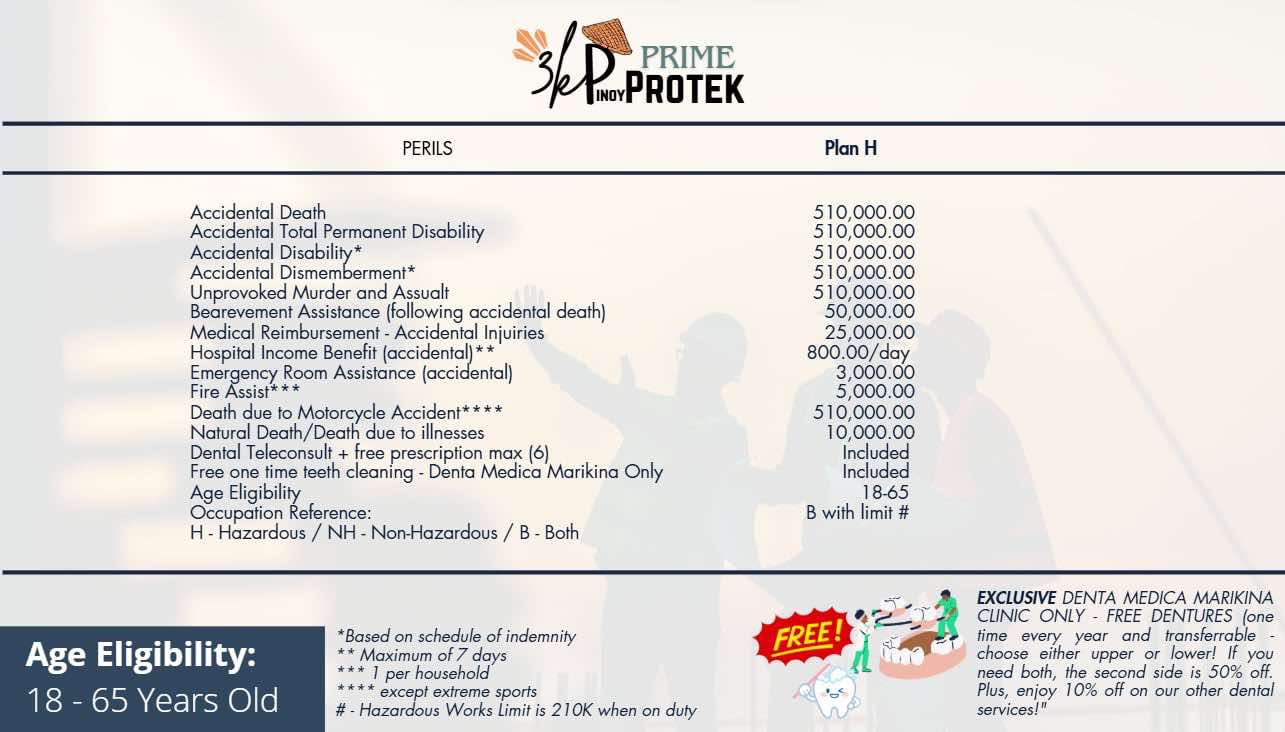 3kP PRIME
INOY PROTEK
PERILS Plan H
Accidental Death 510,000.00
Accidental Total Permanent Disability 510,000.00
Accidental Disability* 510,000.00
Accidental Dismemberment* 510,000.00
Unprovoked Murder and Assualt 510,000.00
Bearevement Assistance (following accidental death) 50,000.00
Medical Reimbursement - Accidental Injuiries 25,000.00
Hospital Income Benefit (accidental)** 800.00/day
Emergency Room Assistance (accidental) 3,000.00
Fire Assist*** 5,000.00
Death due to Motorcycle Accident**** 510,000.00
Natural Death/Death due to illnesses 10,000.00
Dental Teleconsult + free prescription max (6) Included
Free one time teeth cleaning - Denta Medica Marikina Only Included
Age Eligibility 18-65
Occupation Reference: B with limit #
H - Hazardous / NH - Non-Hazardous / B - Both
Age Eligibility:
18 - 65 Years Old
*Based on schedule of indemnity
** Maximum of 7 days
*** 1 per household
**** except extreme sports
# - Hazardous Works Limit is 210K when on duty
FREE!
EXCLUSIVE DENTA MEDICA MARIKINA
CLINIC ONLY - FREE DENTURES (one
time every year and transferrable -
choose either upper or lower! If you
need both, the second side is 50% off.
Plus, enjoy 10% off on our other dental
services!"